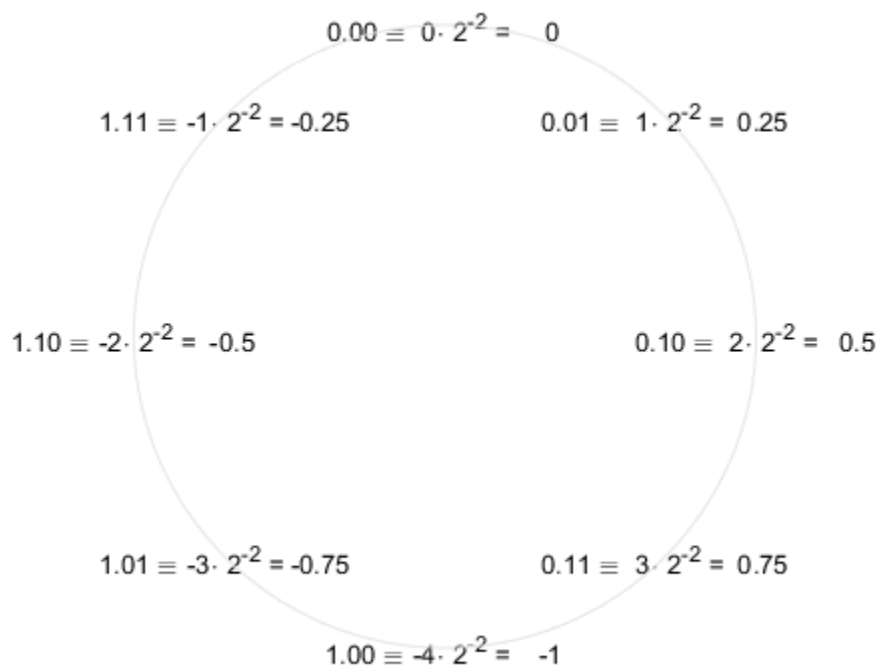 0.00 ≡ 0· 2^-2 = 0
1.11 ≡ -1· 2^-2 = -0.25
0.01 ≡ 1· 2^-2 = 0.25
1.10 ≡ -2· 2^-2 = -0.5
0.10 ≡ 2· 2^-2 = 0.5
1.01 ≡ -3· 2^-2 = -0.75
0.11 ≡ 3· 2^-2 = 0.75
1.00 ≡ -4· 2^-2 = -1